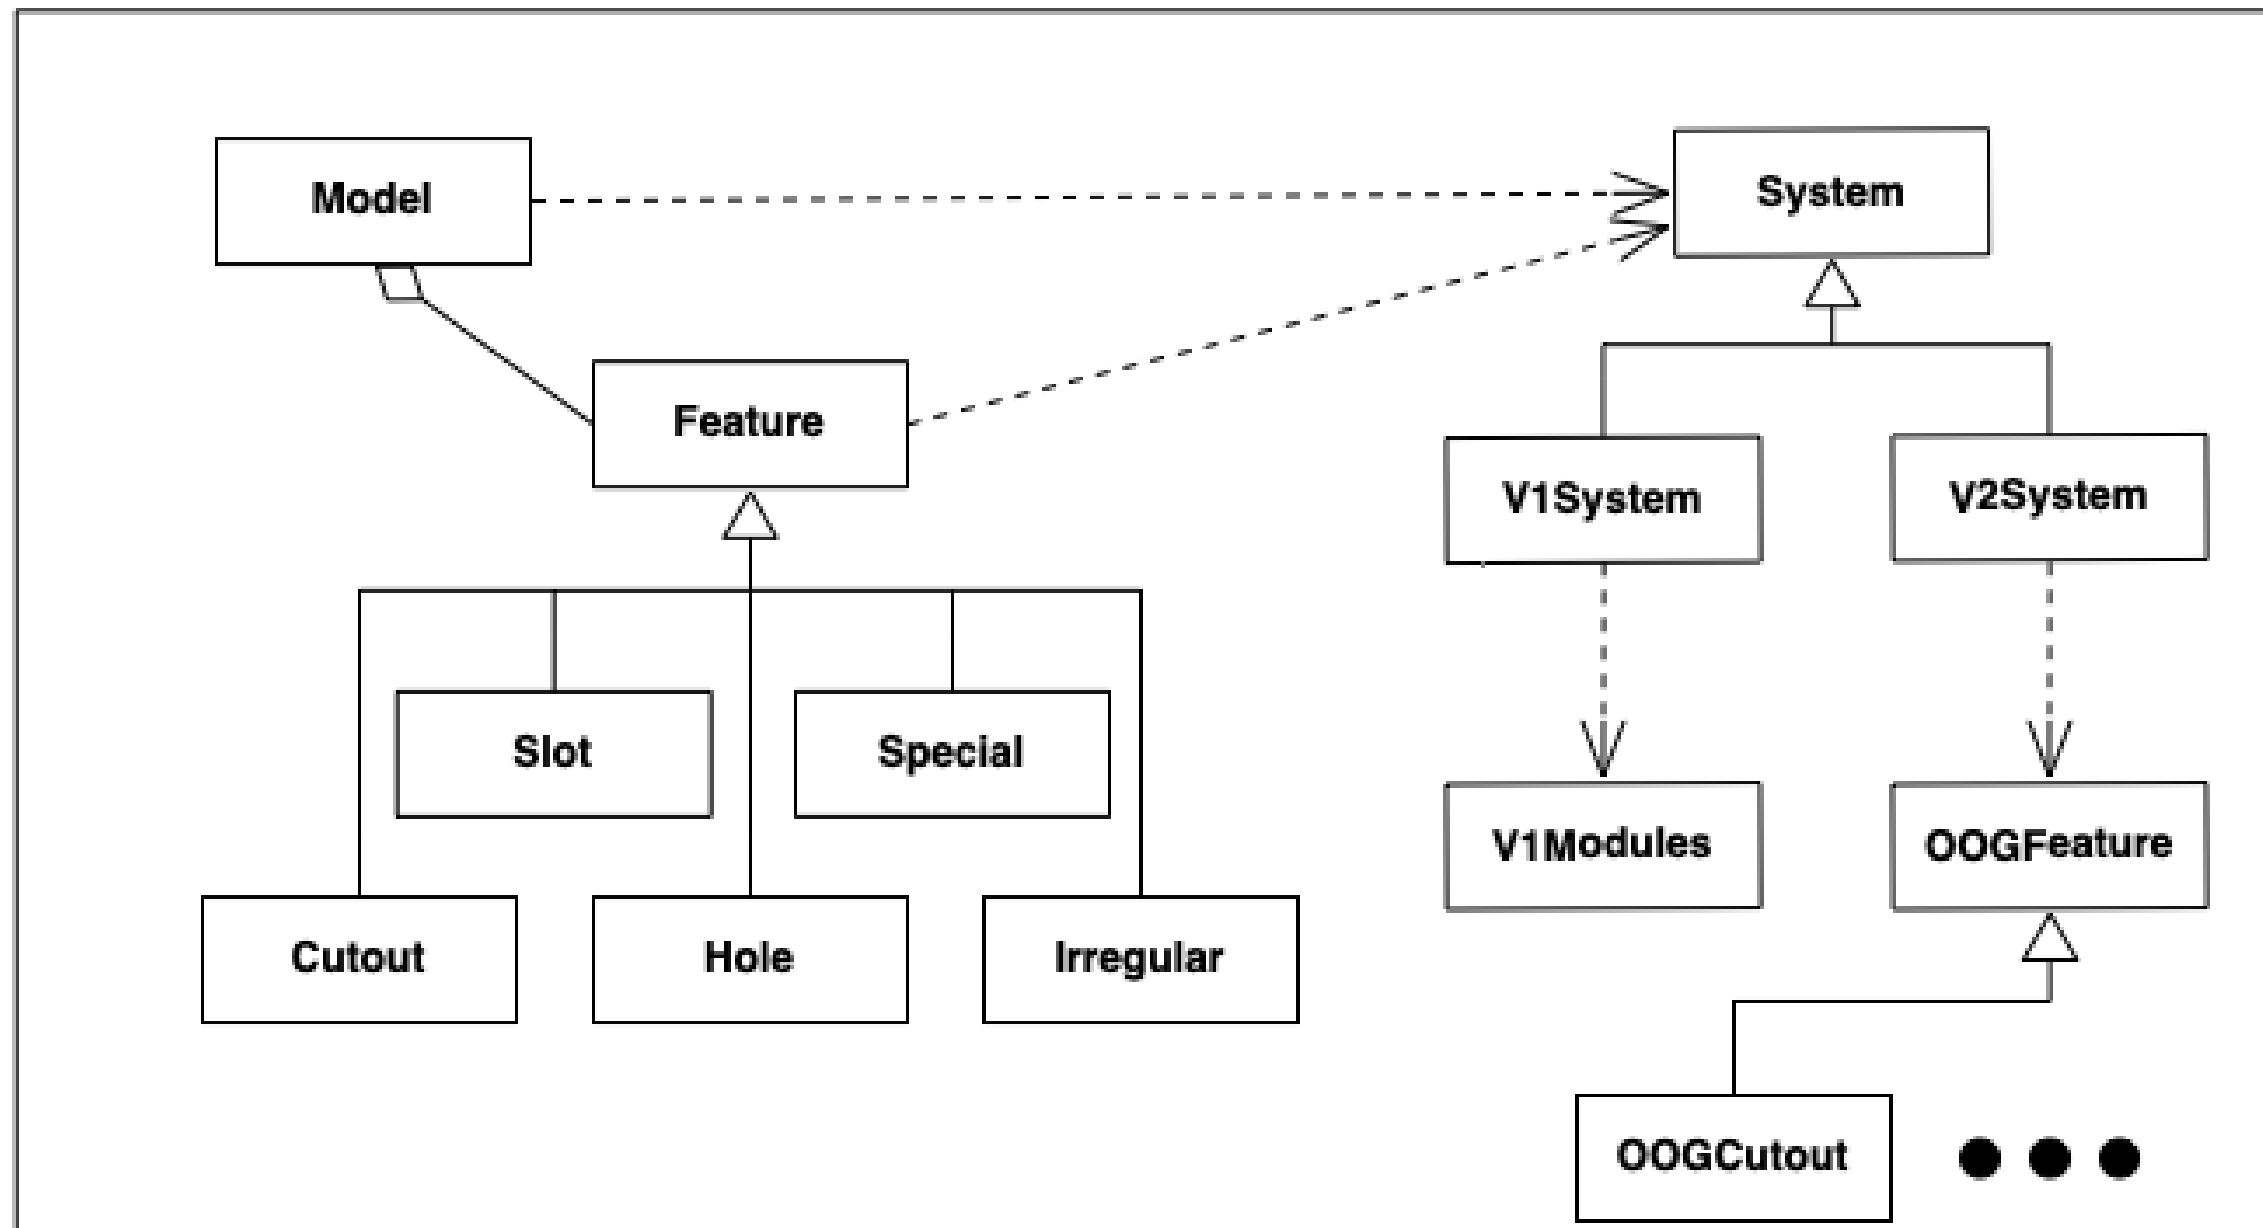 Model
System
Feature
V1System
V2System
Slot
Special
V1Modules
OOGFeature
Cutout
Hole
Irregular
OOGCutout